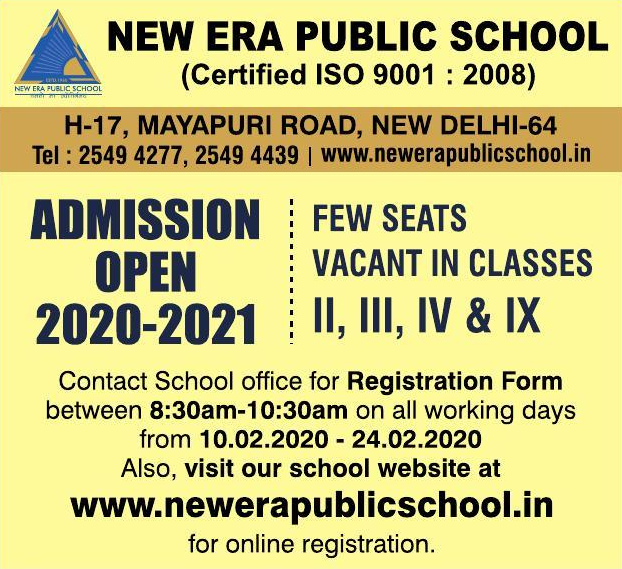 NEW ERA PUBLIC SCHOOL
(Certified ISO 9001 : 2008)
ESTD 1966
NEW ERA PUBLIC SCHOOL
H-17, MAYAPURI ROAD, NEW DELHI-64
Tel : 2549 4277, 2549 4439 | www.newerapublicschool.in
ADMISSION
OPEN
2020-2021
FEW SEATS
VACANT IN CLASSES
II, III, IV & IX
Contact School office for Registration Form
between 8:30am-10:30am on all working days
from 10.02.2020 - 24.02.2020
Also, visit our school website at
www.newerapublicschool.in
for online registration.